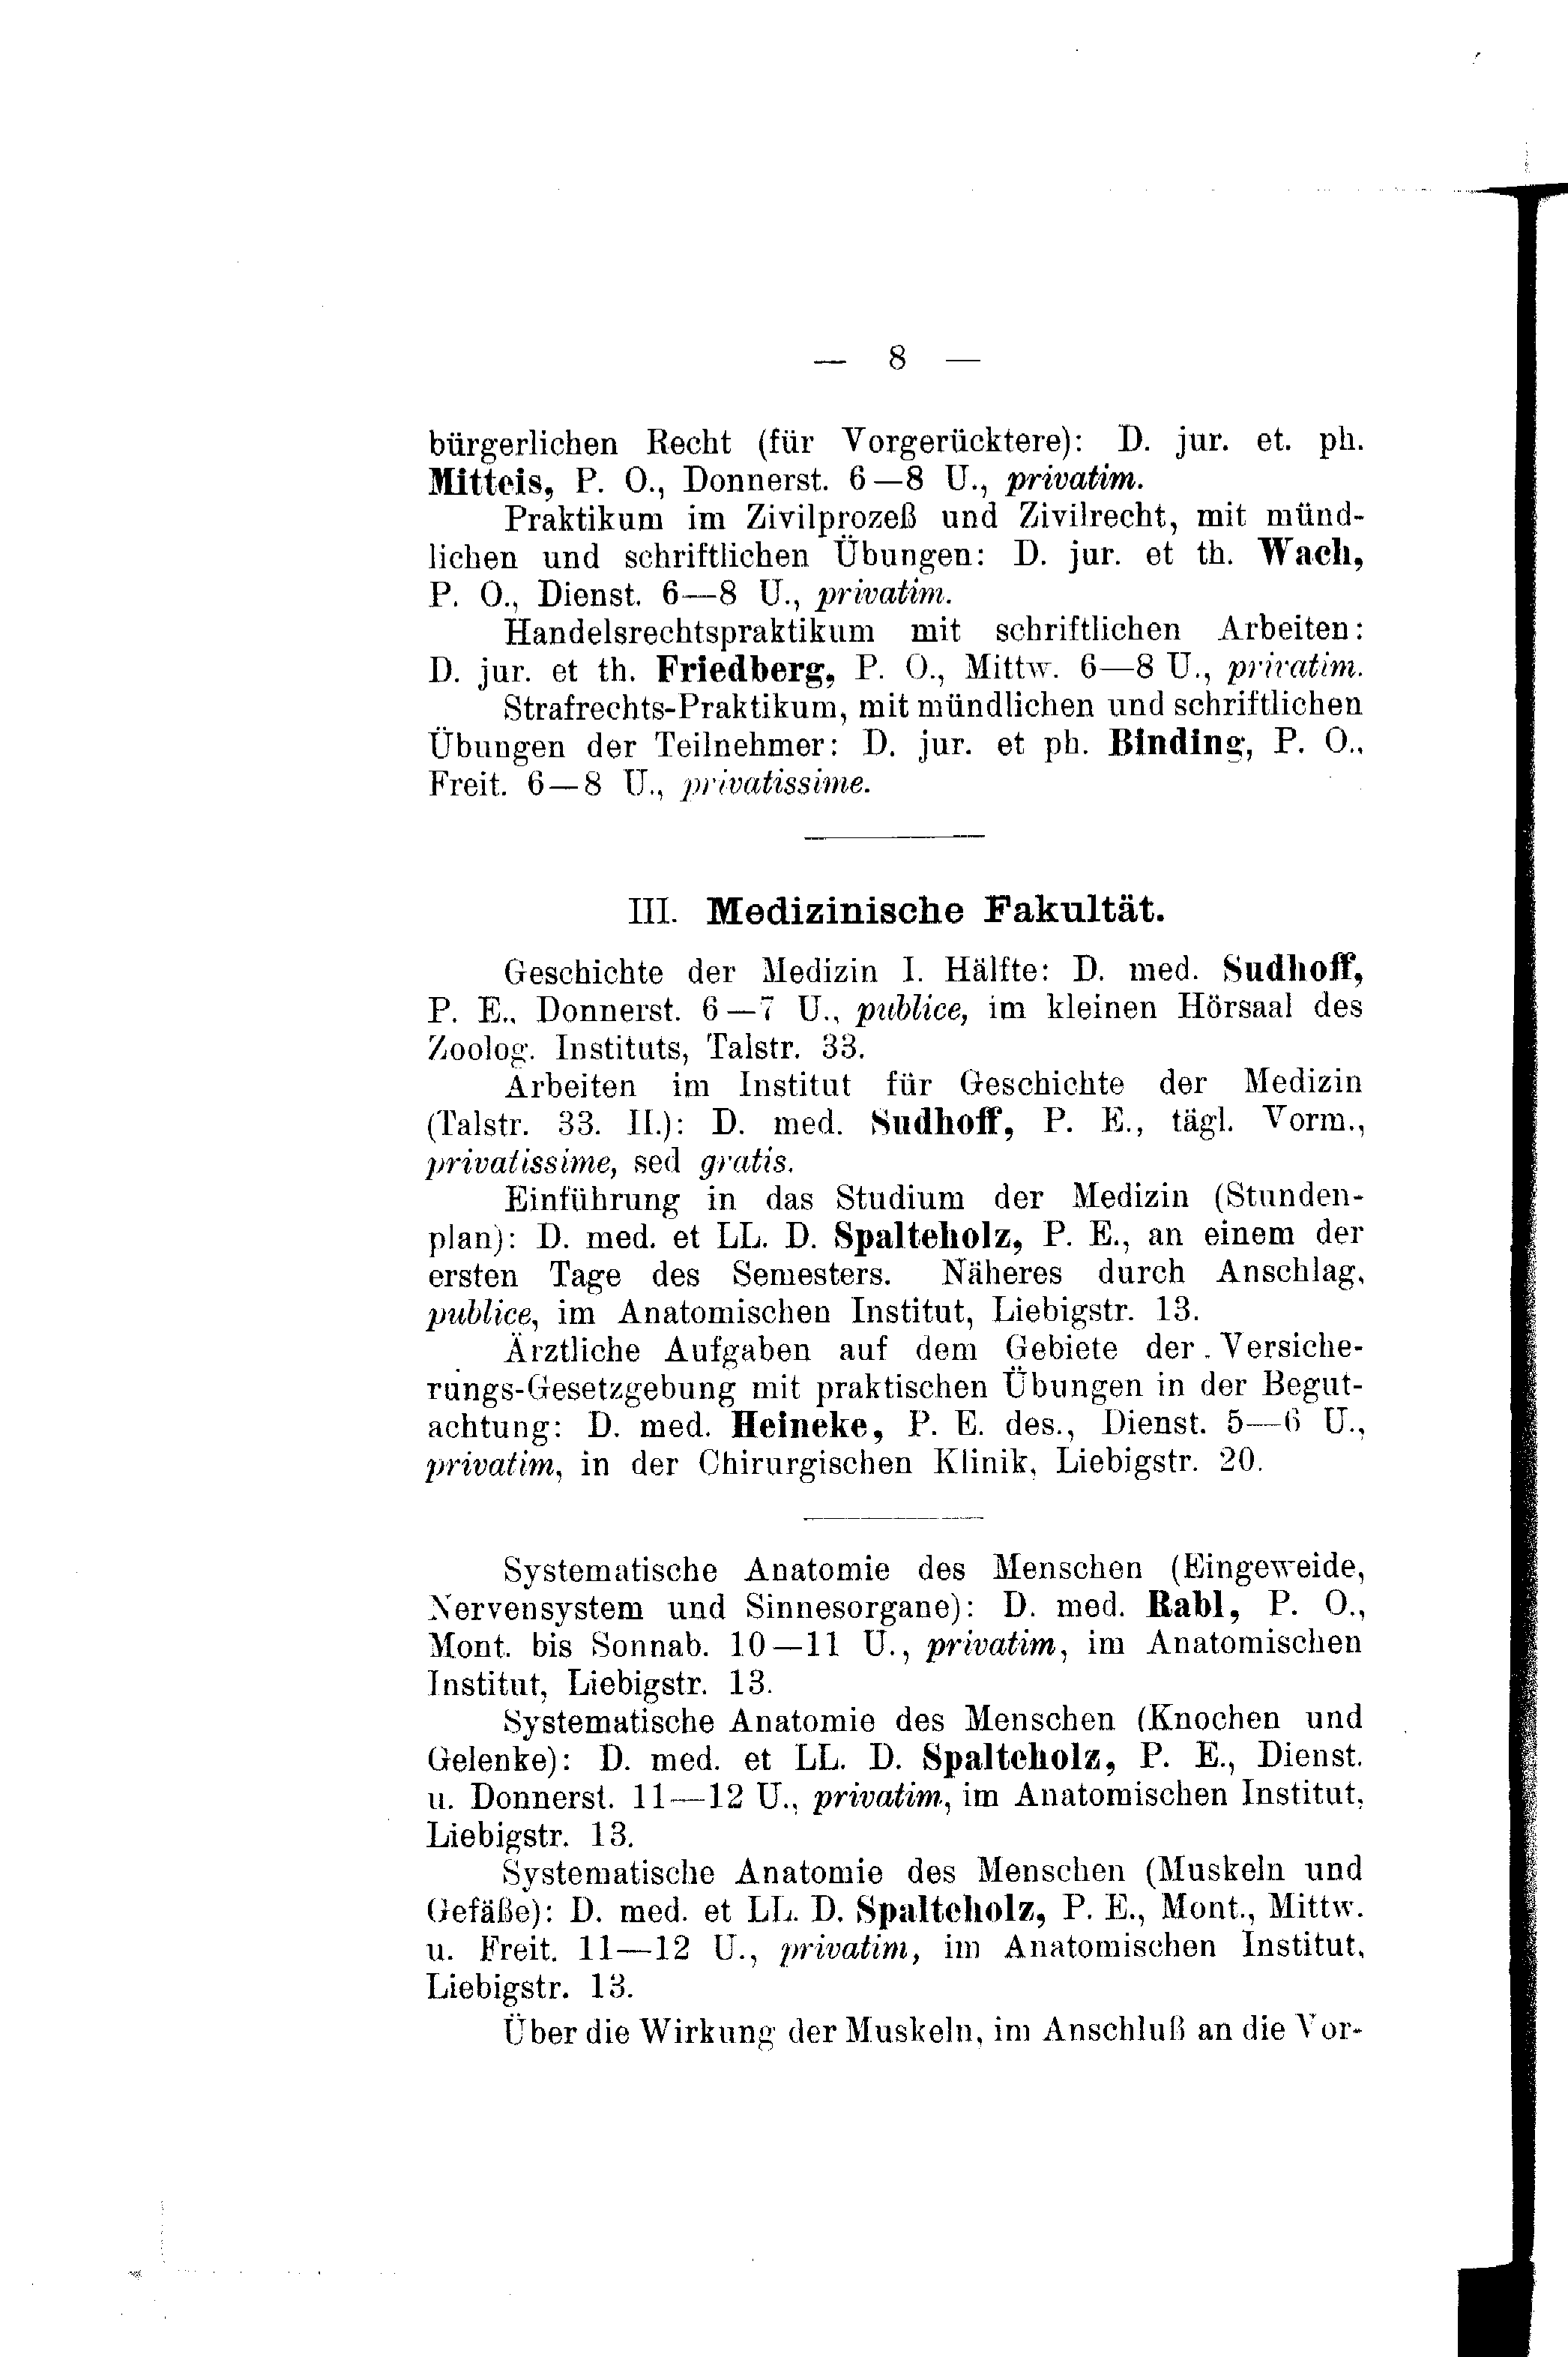 — 8 —
bürgerlichen Recht (für Vorgerücktere): D. jur. et. ph.
Mitteis, P. O., Donnerst. 6—8 U., privatim.
Praktikum im Zivilprozeß und Zivilrecht, mit münd-
lichen und schriftlichen Übungen: D. jur. et th. Wach,
P. O., Dienst. 6—8 U., privatim.
Handelsrechtspraktikum mit schriftlichen Arbeiten:
D. jur. et th. Friedberg, P. O., Mittw. 6—8 U., privatim.
Strafrechts-Praktikum, mit mündlichen und schriftlichen
Übungen der Teilnehmer: D. jur. et ph. Binding, P. O.,
Freit. 6—8 U., privatissime.
III. Medizinische Fakultät.
Geschichte der Medizin I. Hälfte: D. med. Sudhoff,
P. E., Donnerst. 6—7 U., publice, im kleinen Hörsaal des
Zoolog. Instituts, Talstr. 33.
Arbeiten im Institut für Geschichte der Medizin
(Talstr. 33. II.): D. med. Sudhoff, P. E., tägl. Vorm.,
privatissime, sed gratis.
Einführung in das Studium der Medizin (Stunden-
plan): D. med. et LL. D. Spalteholz, P. E., an einem der
ersten Tage des Semesters. Näheres durch Anschlag,
publice, im Anatomischen Institut, Liebigstr. 13.
Ärztliche Aufgaben auf dem Gebiete der Versiche-
rungs-Gesetzgebung mit praktischen Übungen in der Begut-
achtung: D. med. Heineke, P. E. des., Dienst. 5—6 U.,
privatim, in der Chirurgischen Klinik, Liebigstr. 20.
Systematische Anatomie des Menschen (Eingeweide,
Nervensystem und Sinnesorgane): D. med. Rabl, P. O.,
Mont. bis Sonnab. 10—11 U., privatim, im Anatomischen
Institut, Liebigstr. 13.
Systematische Anatomie des Menschen (Knochen und
Gelenke): D. med. et LL. D. Spalteholz, P. E., Dienst.
u. Donnerst. 11—12 U., privatim, im Anatomischen Institut,
Liebigstr. 13.
Systematische Anatomie des Menschen (Muskeln und
Gefäße): D. med. et LL. D. Spalteholz, P. E., Mont., Mittw.
u. Freit. 11—12 U., privatim, im Anatomischen Institut,
Liebigstr. 13.
Über die Wirkung der Muskeln, im Anschluß an die Vor-